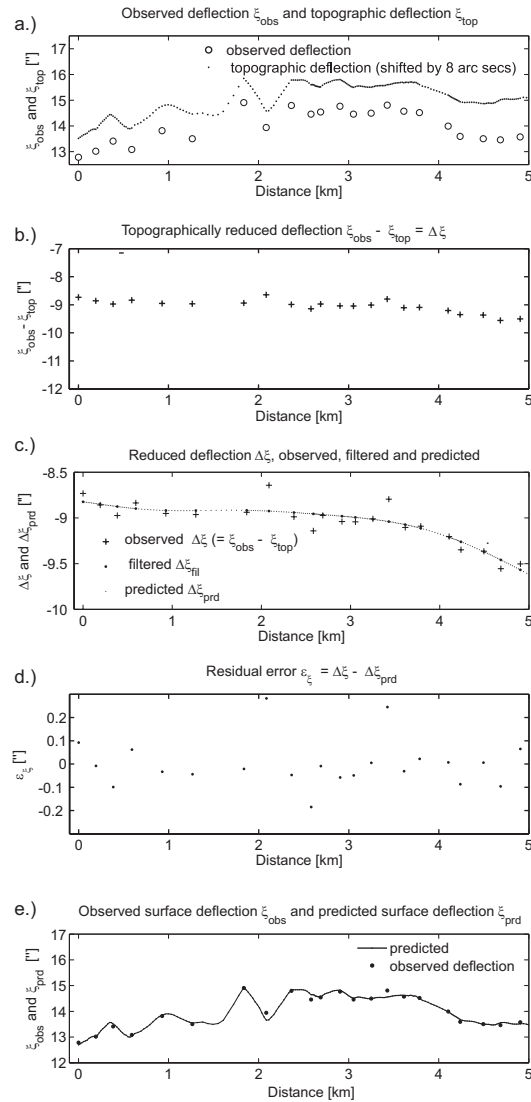 a.) Observed deflection ξobs and topographic deflection ξtop
17
16
15
14
13
ξobs and ξtop ["]
observed deflection
topographic deflection (shifted by 8 arc secs)
0 1 2 3 4 5
Distance [km]
b.) Topographically reduced deflection ξobs - ξtop = Δξ
-7
-8
-9
-10
-11
-12
ξobs - ξtop ["]
0 1 2 3 4 5
Distance [km]
c.) Reduced deflection Δξ, observed, filtered and predicted
-8.5
-9
-9.5
-10
Δξ and Δξprd ["]
observed Δξ (= ξobs - ξtop)
filtered Δξfil
predicted Δξprd
0 1 2 3 4 5
Distance [km]
d.) Residual error εξ = Δξ - Δξprd
0.2
0.1
0
-0.1
-0.2
εξ ["]
0 1 2 3 4 5
Distance [km]
e.) Observed surface deflection ξobs and predicted surface deflection ξprd
17
16
15
14
13
12
ξobs and ξprd ["]
predicted
observed deflection
0 1 2 3 4 5
Distance [km]